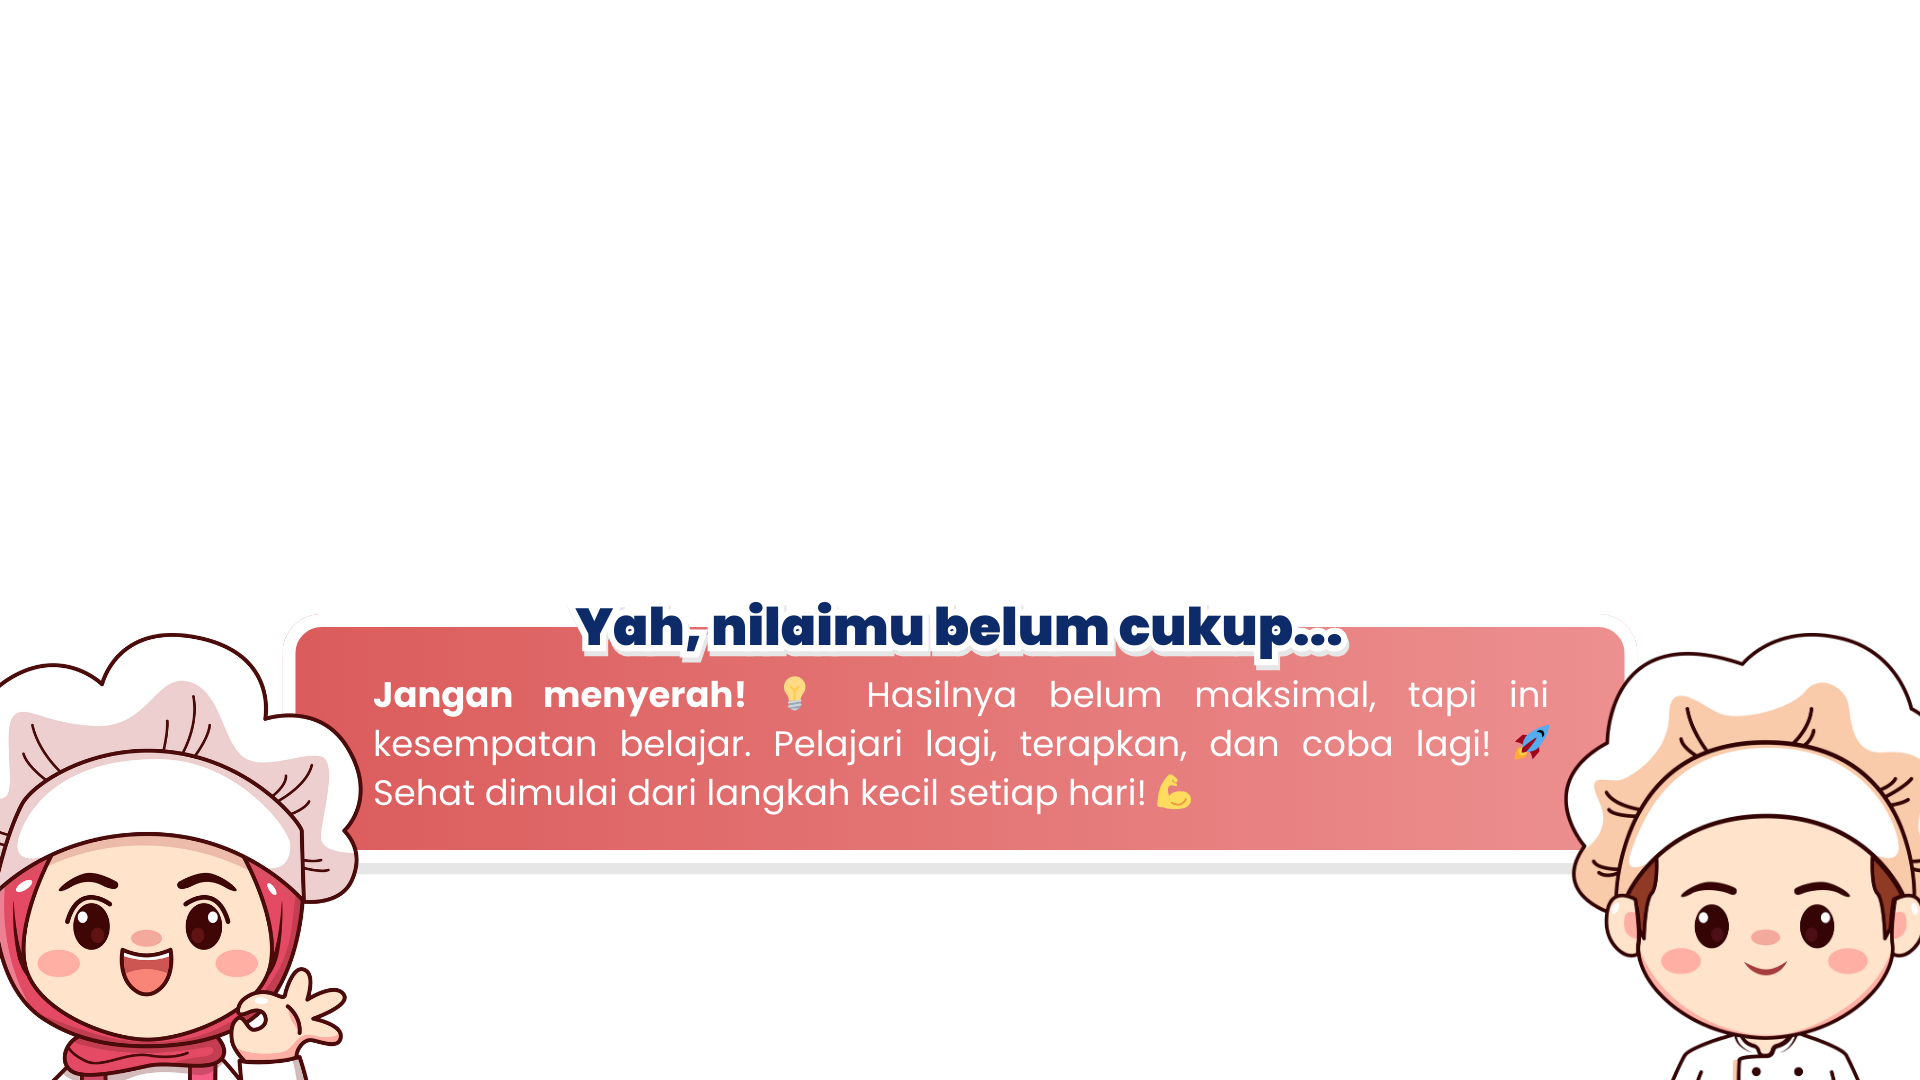 Yah, nilaimu belum cukup...
Jangan menyerah! 💡 Hasilnya belum maksimal, tapi ini
kesempatan belajar. Pelajari lagi, terapkan, dan coba lagi! 🚀
Sehat dimulai dari langkah kecil setiap hari! 💪